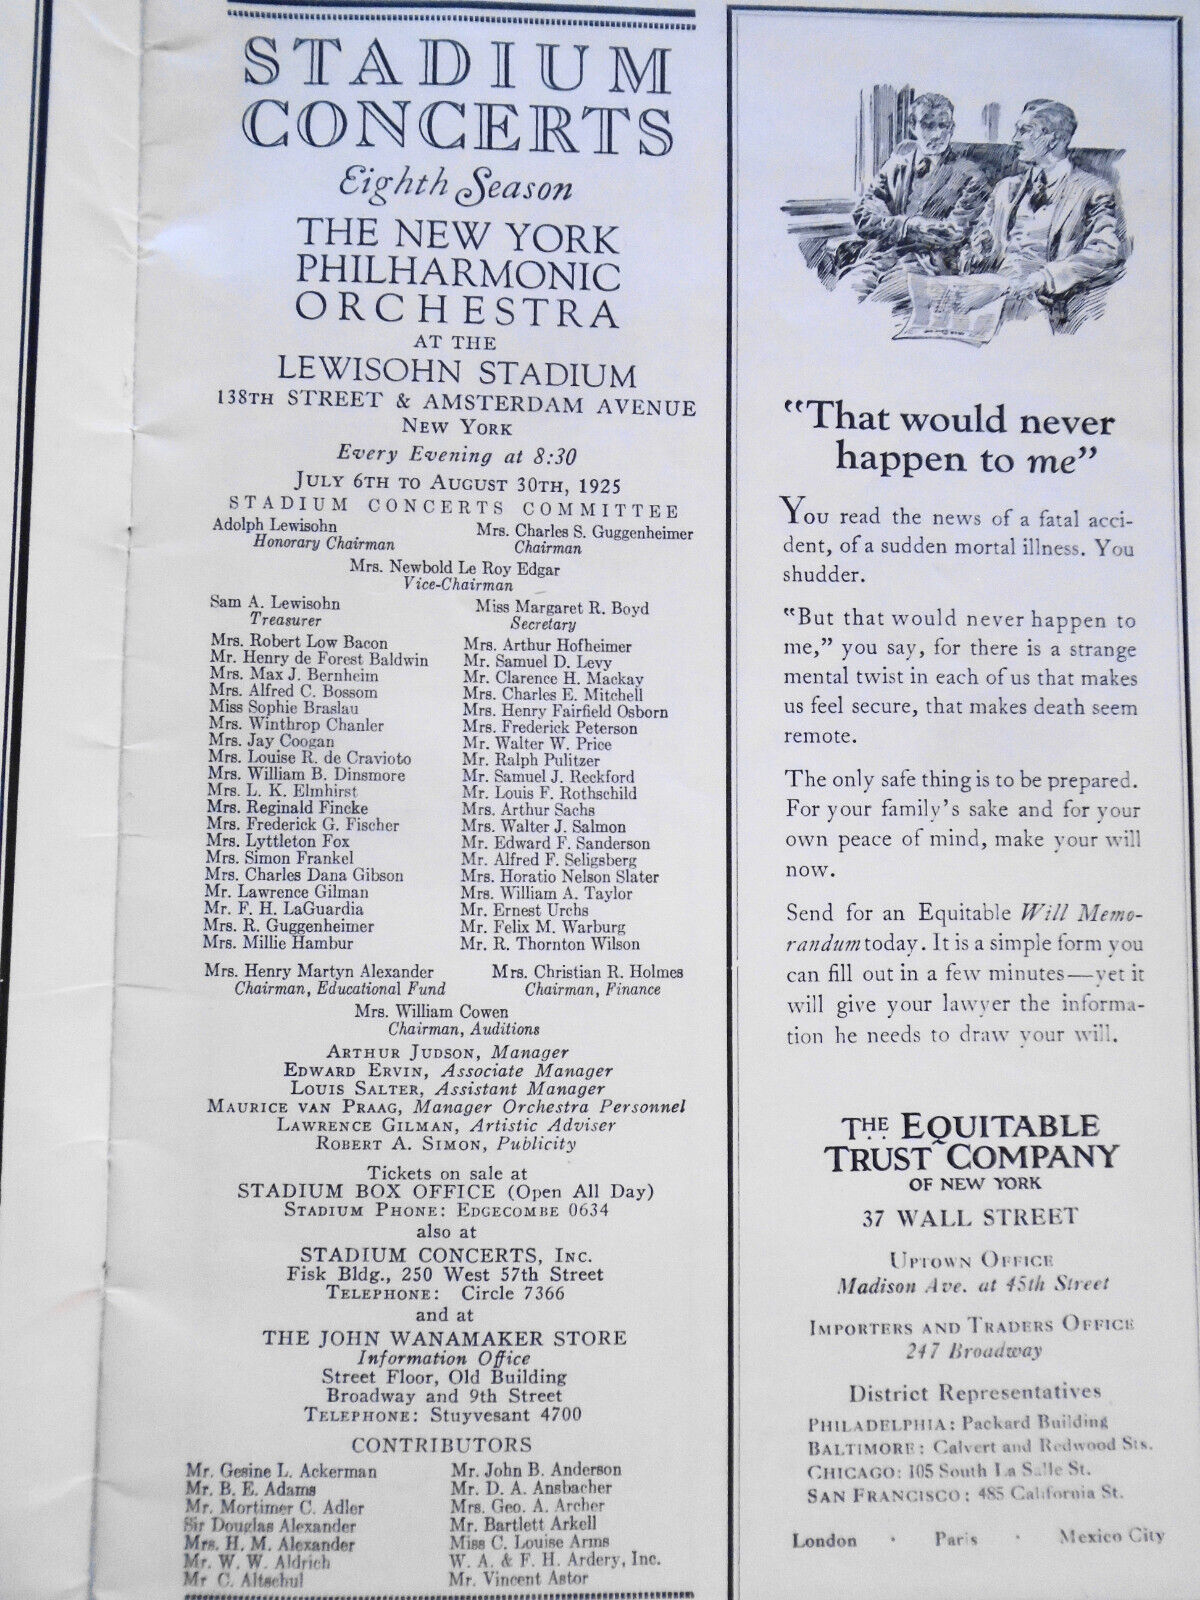 STADIUM
CONCERTS
Eighth Season
THE NEW YORK
PHILHARMONIC
ORCHESTRA
AT THE
LEWISOHN STADIUM
138TH STREET & AMSTERDAM AVENUE
NEW YORK
Every Evening at 8:30
JULY 6TH TO AUGUST 30TH, 1925
STADIUM CONCERTS COMMITTEE
Adolph Lewisohn
Honorary Chairman
Mrs. Charles S. Guggenheimer
Chairman
Mrs. Newbold Le Roy Edgar
Vice-Chairman
Sam A. Lewisohn
Treasurer
Miss Margaret R. Boyd
Secretary
Mrs. Robert Low Bacon
Mr. Henry de Forest Baldwin
Mrs. Max J. Bernheim
Mrs. Alfred C. Bossom
Miss Sophie Braslau
Mrs. Winthrop Chanler
Mrs. Jay Coogan
Mrs. Louise R. de Cravioto
Mrs. William B. Dinsmore
Mrs. L. K. Elmhirst
Mrs. Reginald Fincke
Mrs. Frederick G. Fischer
Mrs. Lyttleton Fox
Mrs. Simon Frankel
Mrs. Charles Dana Gibson
Mr. Lawrence Gilman
Mr. F. H. LaGuardia
Mrs. R. Guggenheimer
Mrs. Millie Hambur
Mrs. Arthur Hofheimer
Mr. Samuel D. Levy
Mr. Clarence H. Mackay
Mrs. Charles E. Mitchell
Mrs. Henry Fairfield Osborn
Mrs. Frederick Peterson
Mr. Walter W. Price
Mr. Ralph Pulitzer
Mr. Samuel J. Reckford
Mr. Louis F. Rothschild
Mrs. Arthur Sachs
Mrs. Walter J. Salmon
Mr. Edward F. Sanderson
Mr. Alfred F. Seligsberg
Mrs. Horatio Nelson Slater
Mrs. William A. Taylor
Mr. Ernest Urchs
Mr. Felix M. Warburg
Mr. R. Thornton Wilson
Mrs. Henry Martyn Alexander
Chairman, Educational Fund
Mrs. Christian R. Holmes
Chairman, Finance
Mrs. William Cowen
Chairman, Auditions
ARTHUR JUDSON, Manager
EDWARD ERVIN, Associate Manager
LOUIS SALTER, Assistant Manager
MAURICE VAN PRAAG, Manager Orchestra Personnel
LAWRENCE GILMAN, Artistic Adviser
ROBERT A. SIMON, Publicity
Tickets on sale at
STADIUM BOX OFFICE (Open All Day)
STADIUM PHONE: EDGECOMBE 0634
also at
STADIUM CONCERTS, INC.
Fisk Bldg., 250 West 57th Street
TELEPHONE: Circle 7366
and at
THE JOHN WANAMAKER STORE
Information Office
Street Floor, Old Building
Broadway and 9th Street
TELEPHONE: Stuyvesant 4700
CONTRIBUTORS
Mr. Gesine L. Ackerman
Mr. B. E. Adams
Mr. Mortimer C. Adler
Sir Douglas Alexander
Mrs. H. M. Alexander
Mr. W. W. Aldrich
Mr C. Altschul
Mr. John B. Anderson
Mr. D. A. Ansbacher
Mrs. Geo. A. Archer
Mr. Bartlett Arkell
Miss C. Louise Arms
W. A. & F. H. Ardery, Inc.
Mr. Vincent Astor
"That would never
happen to me"
YOU read the news of a fatal acci-
dent, of a sudden mortal illness. You
shudder.
"But that would never happen to
me," you say, for there is a strange
mental twist in each of us that makes
us feel secure, that makes death seem
remote.
The only safe thing is to be prepared.
For your family's sake and for your
own peace of mind, make your will
now.
Send for an Equitable Will Memo-
randum today. It is a simple form you
can fill out in a few minutes—yet it
will give your lawyer the informa-
tion he needs to draw your will.
THE EQUITABLE
TRUST COMPANY
OF NEW YORK
37 WALL STREET
UPTOWN OFFICE
Madison Ave. at 45th Street
IMPORTERS AND TRADERS OFFICE
247 Broadway
District Representatives
PHILADELPHIA: Packard Building
BALTIMORE: Calvert and Redwood Sts.
CHICAGO: 105 South La Salle St.
SAN FRANCISCO: 485 California St.
London · Paris · Mexico City